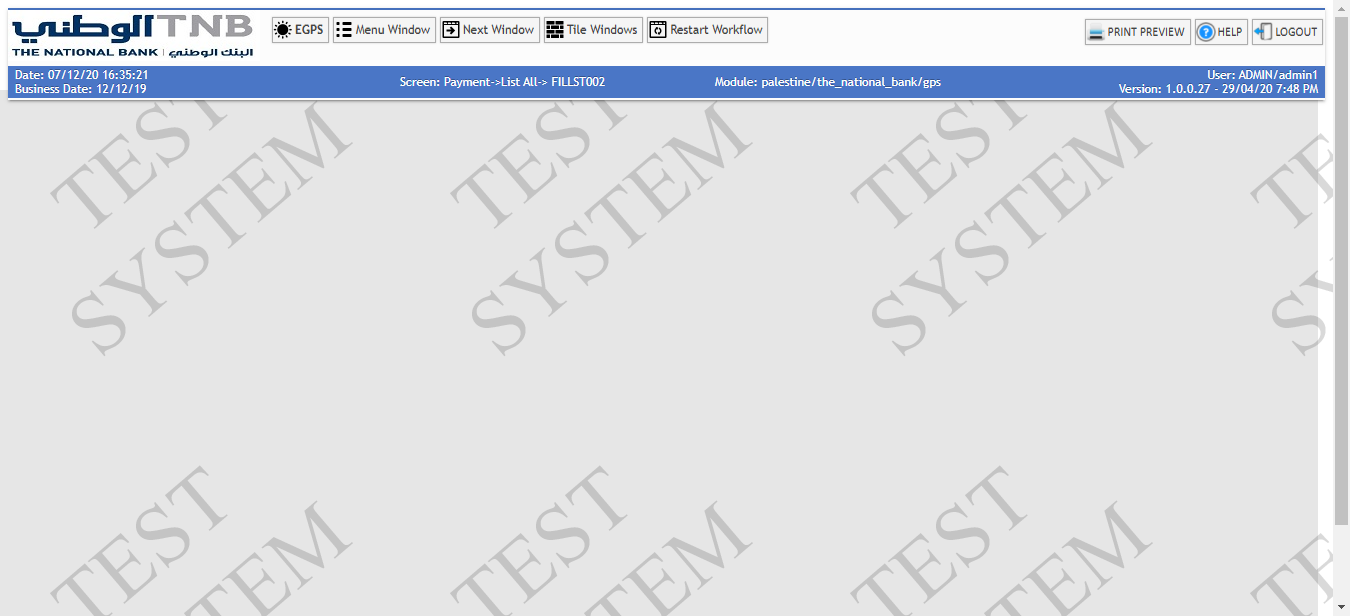 الوطني TNB
THE NATIONAL BANK | البنك الوطني
EGPS
Menu Window
Next Window
Tile Windows
Restart Workflow
PRINT PREVIEW
HELP
LOGOUT
Date: 07/12/20 16:35:21
Business Date: 12/12/19
Screen: Payment->List All-> FILLST002
Module: palestine/the_national_bank/gps
User: ADMIN/admin1
Version: 1.0.0.27 - 29/04/20 7:48 PM
TEST
SYSTEM
TEST
SYSTEM
TEST
SYSTEM
TES
SY
TEST
SYSTEM
TEST
SYSTEM
TEST
SYSTEM
TES